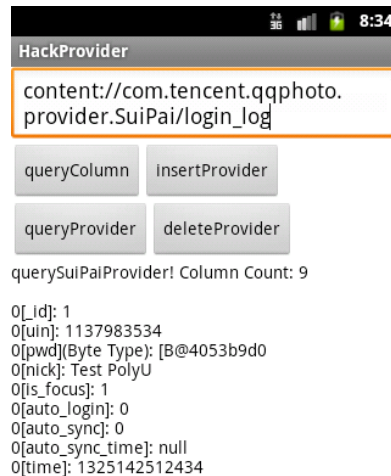 3G 8:34
HackProvider
content://com.tencent.qqphoto.
provider.SuiPai/login_log
queryColumn insertProvider
queryProvider deleteProvider
querySuiPaiProvider! Column Count: 9
0[_id]: 1
0[uin]: 1137983534
0[pwd](Byte Type): [B@4053b9d0
0[nick]: Test PolyU
0[is_focus]: 1
0[auto_login]: 0
0[auto_sync]: 0
0[auto_sync_time]: null
0[time]: 1325142512434